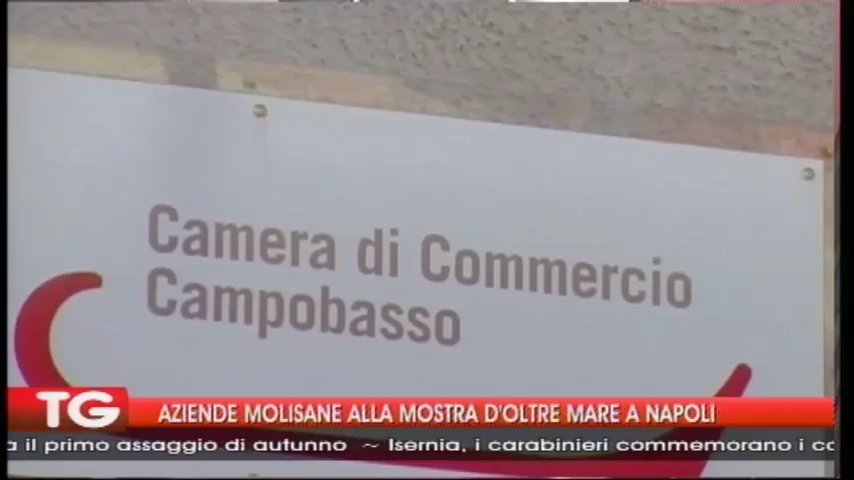 Camera di Commercio
Campobasso
TG AZIENDE MOLISANE ALLA MOSTRA D'OLTRE MARE A NAPOLI
a il primo assaggio di autunno ~ Isernia, i carabinieri commemorano i